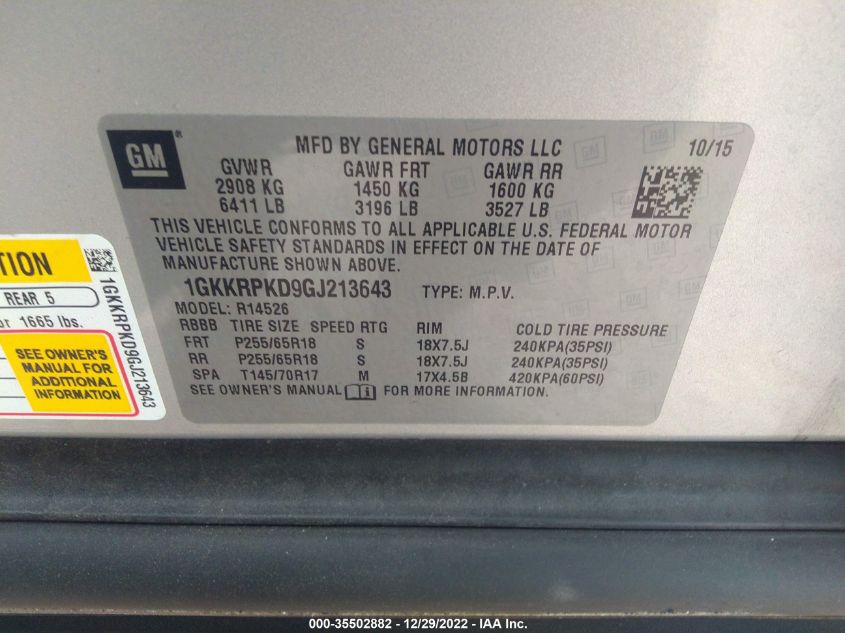 GM
®
MFD BY GENERAL MOTORS LLC
10/15
GVWR GAWR FRT GAWR RR
2908 KG 1450 KG 1600 KG
6411 LB 3196 LB 3527 LB
THIS VEHICLE CONFORMS TO ALL APPLICABLE U.S. FEDERAL MOTOR
VEHICLE SAFETY STANDARDS IN EFFECT ON THE DATE OF
MANUFACTURE SHOWN ABOVE.
1GKKRPKD9GJ213643 TYPE: M.P.V.
MODEL: R14526
RBBB TIRE SIZE SPEED RTG RIM COLD TIRE PRESSURE
FRT P255/65R18 S 18X7.5J 240KPA(35PSI)
RR P255/65R18 S 18X7.5J 240KPA(35PSI)
SPA T145/70R17 M 17X4.5B 420KPA(60PSI)
SEE OWNER'S MANUAL FOR MORE INFORMATION.
TION
REAR 5
or 1665 lbs.
SEE OWNER'S
MANUAL FOR
ADDITIONAL
INFORMATION
1GKKRPKD9GJ213643
000-35502882 - 12/29/2022 - IAA Inc.